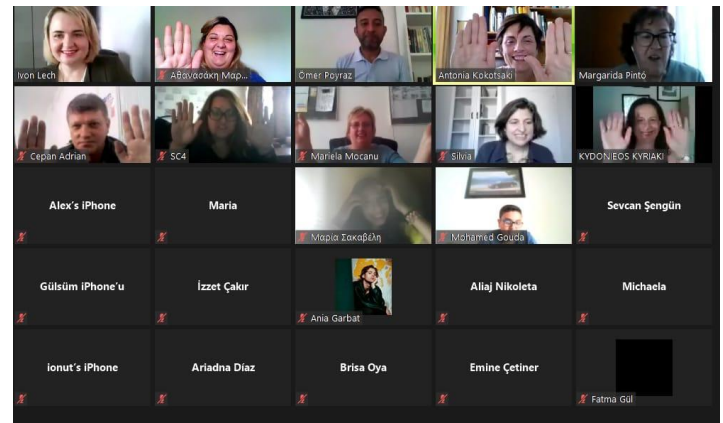 Ivon Lech
Αθανασάκη Μαρ...
Ömer Poyraz
Antonia Kokotsaki
Margarida Pintó
Cepan Adrian
SC4
Mariela Mocanu
Silvia
KYDONIEOS KYRIAKI
Alex's iPhone
Maria
Μαρία Σακαβέλη
Mohamed Gouda
Sevcan Şengün
Gülsüm iPhone'u
İzzet Çakır
Ania Garbat
Aliaj Nikoleta
Michaela
ionut's iPhone
Ariadna Díaz
Brisa Oya
Emine Çetiner
Fatma Gül